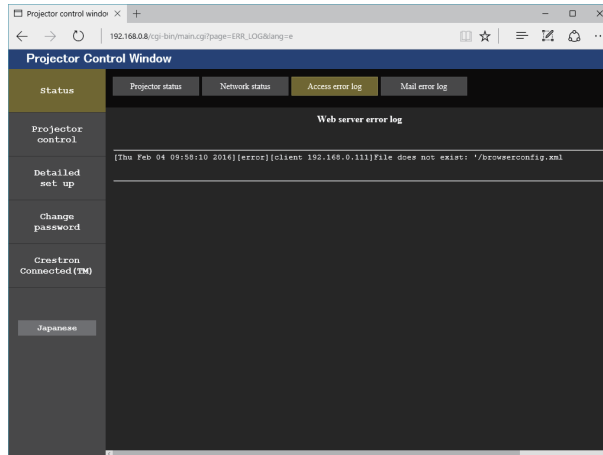 Projector control windov
192.168.0.8/cgi-bin/main.cgi?page=ERR_LOG&lang=e
Projector Control Window
Status
Projector status
Network status
Access error log
Mail error log
Web server error log
[Thu Feb 04 09:58:10 2016][error][client 192.168.0.111]File does not exist: '/browserconfig.xml
Projector
control
Detailed
set up
Change
password
Crestron
Connected(TM)
Japanese